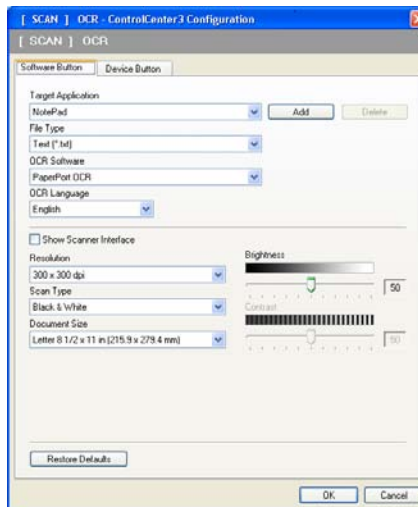 [ SCAN ]  OCR - ControlCenter3 Configuration
[ SCAN ]  OCR
Software Button
Device Button
Target Application
NotePad
Add
Delete
File Type
Text (*.txt)
OCR Software
PaperPort OCR
OCR Language
English
Show Scanner Interface
Resolution
300 x 300 dpi
Brightness
50
Scan Type
Black & White
Contrast
50
Document Size
Letter 8 1/2 x 11 in (215.9 x 279.4 mm)
Restore Defaults
OK
Cancel